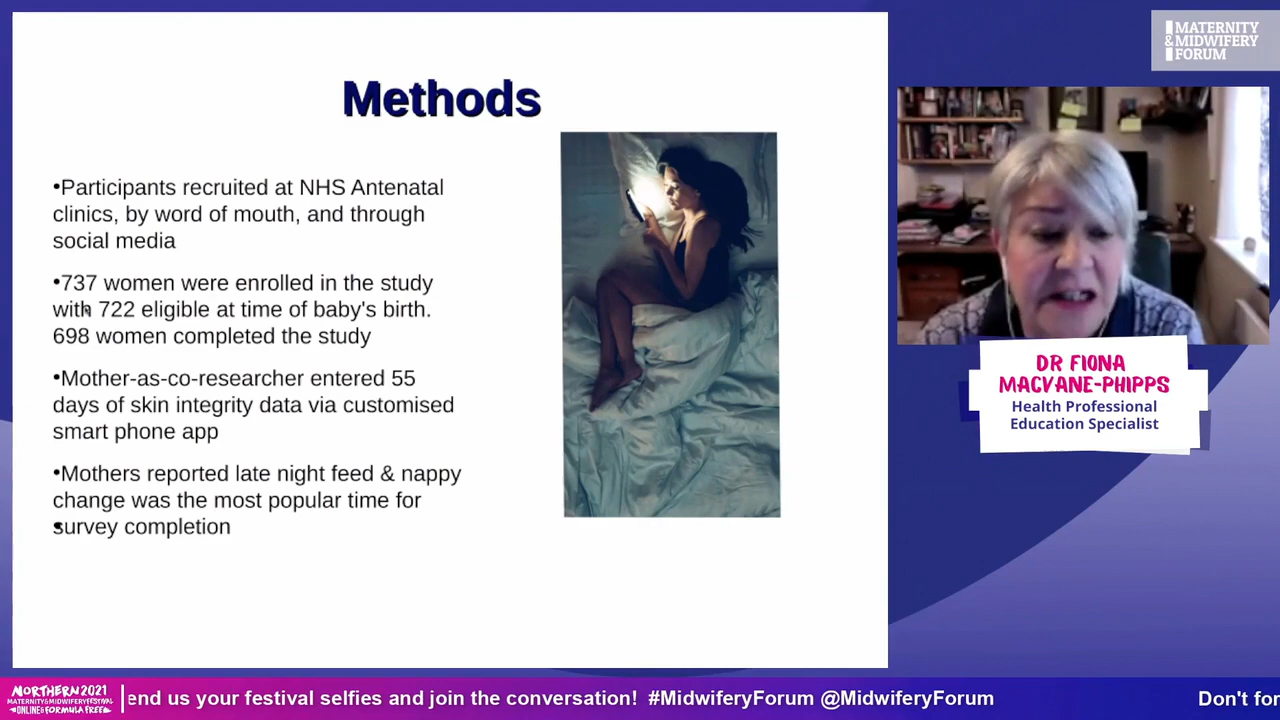 Methods
•Participants recruited at NHS Antenatal
clinics, by word of mouth, and through
social media
•737 women were enrolled in the study
with 722 eligible at time of baby's birth.
698 women completed the study
•Mother-as-co-researcher entered 55
days of skin integrity data via customised
smart phone app
•Mothers reported late night feed & nappy
change was the most popular time for
survey completion
MATERNITY
&MIDWIFERY
FORUM
DR FIONA
MACVANE-PHIPPS
Health Professional
Education Specialist
NORTHERN 2021
MATERNITY&MIDWIFERY FESTIVAL
ONLINE& FORMULA FREE
end us your festival selfies and join the conversation! #MidwiferyForum @MidwiferyForum Don't for